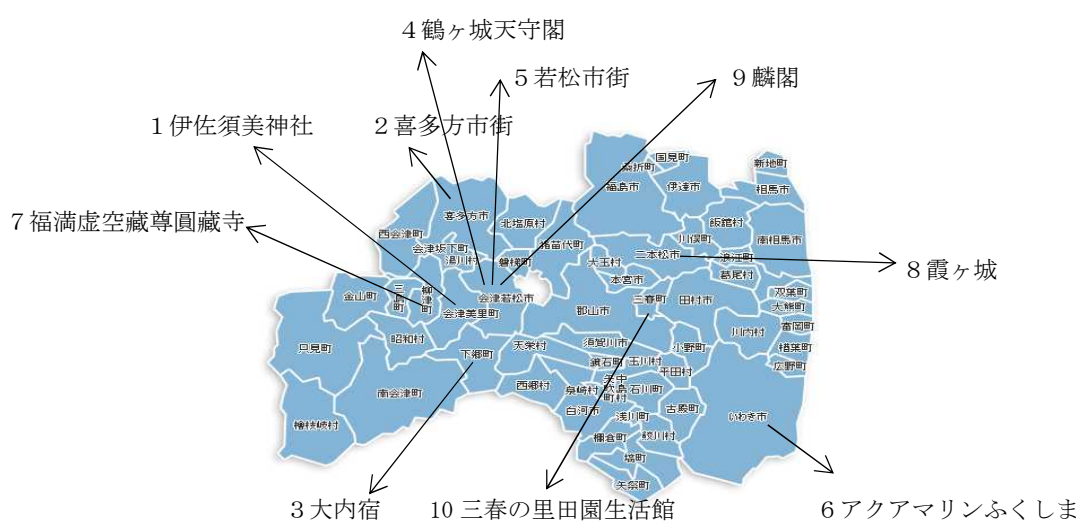 4鶴ヶ城天守閣
5若松市街
9麟閣
1伊佐須美神社
2喜多方市街
7福満虚空藏尊圓藏寺
8霞ヶ城
3大内宿
10三春の里田園生活館
6アクアマリンふくしま
国見町
桑折町
新地町
福島市
伊達市
相馬市
喜多方市
北塩原村
飯舘村
西会津町
猪苗代町
川俣町
南相馬市
会津坂下町
湯川村
磐梯町
大玉村
二本松市
浪江町
本宮市
葛尾村
金山町
三島町
柳津町
会津若松市
三春町
田村市
双葉町
大熊町
会津美里町
郡山市
富岡町
昭和村
川内村
只見町
下郷町
天栄村
須賀川市
小野町
楢葉町
鏡石町
玉川村
平田村
広野町
南会津町
西郷村
泉崎村
矢吹町
中島村
石川町
白河市
浅川町
古殿町
いわき市
檜枝岐村
棚倉町
鮫川村
塙町
矢祭町